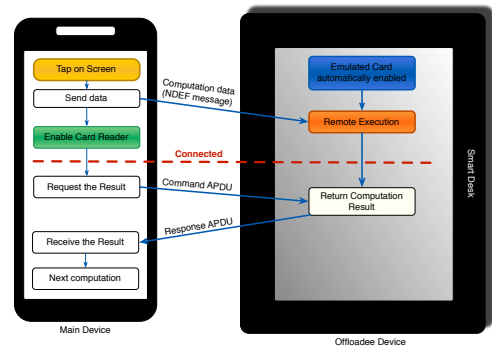 Tap on Screen
Send data
Enable Card Reader
Computation data
(NDEF message)
Emulated Card
automatically enabled
Remote Execution
Connected
Request the Result
Command APDU
Return Computation
Result
Smart Desk
Receive the Result
Response APDU
Next computation
Main Device
Offloadee Device